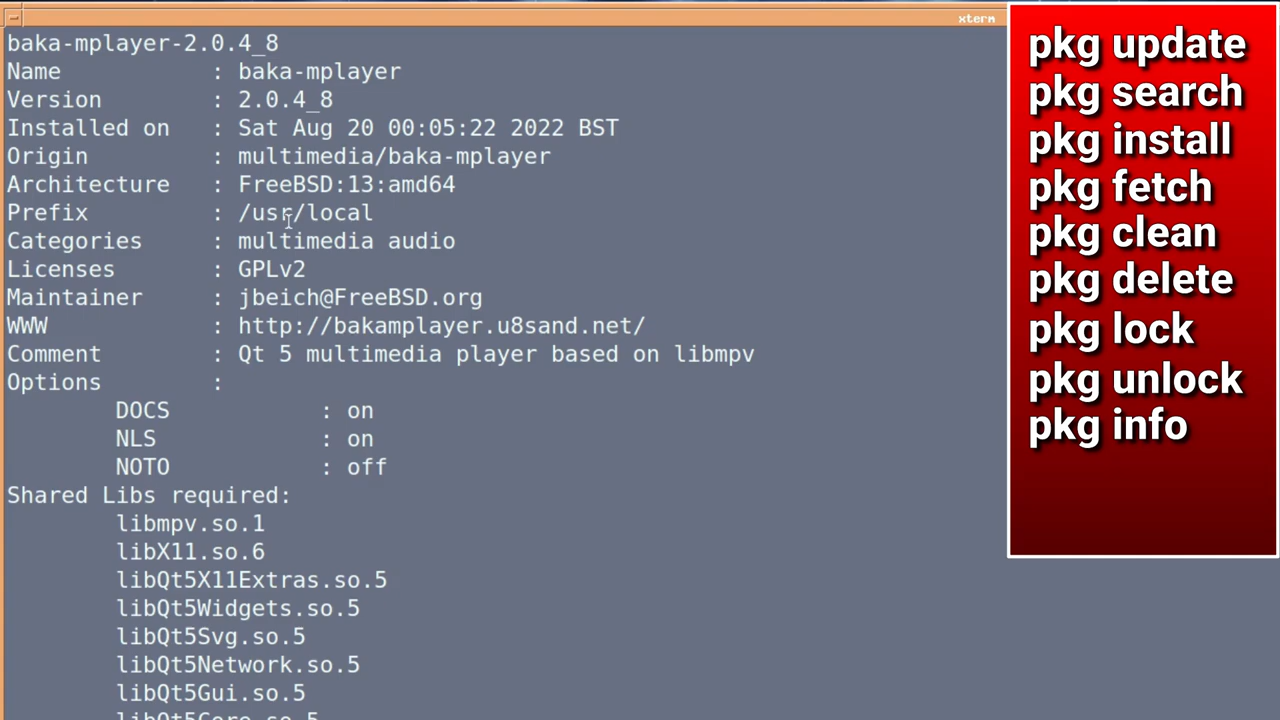 xterm
baka-mplayer-2.0.4_8
Name : baka-mplayer
Version : 2.0.4_8
Installed on : Sat Aug 20 00:05:22 2022 BST
Origin : multimedia/baka-mplayer
Architecture : FreeBSD:13:amd64
Prefix : /usr/local
Categories : multimedia audio
Licenses : GPLv2
Maintainer : jbeich@FreeBSD.org
WWW : http://bakamplayer.u8sand.net/
Comment : Qt 5 multimedia player based on libmpv
Options :
DOCS : on
NLS : on
NOTO : off
Shared Libs required:
libmpv.so.1
libX11.so.6
libQt5X11Extras.so.5
libQt5Widgets.so.5
libQt5Svg.so.5
libQt5Network.so.5
libQt5Gui.so.5
libQt5Core.so.5
pkg update
pkg search
pkg install
pkg fetch
pkg clean
pkg delete
pkg lock
pkg unlock
pkg info